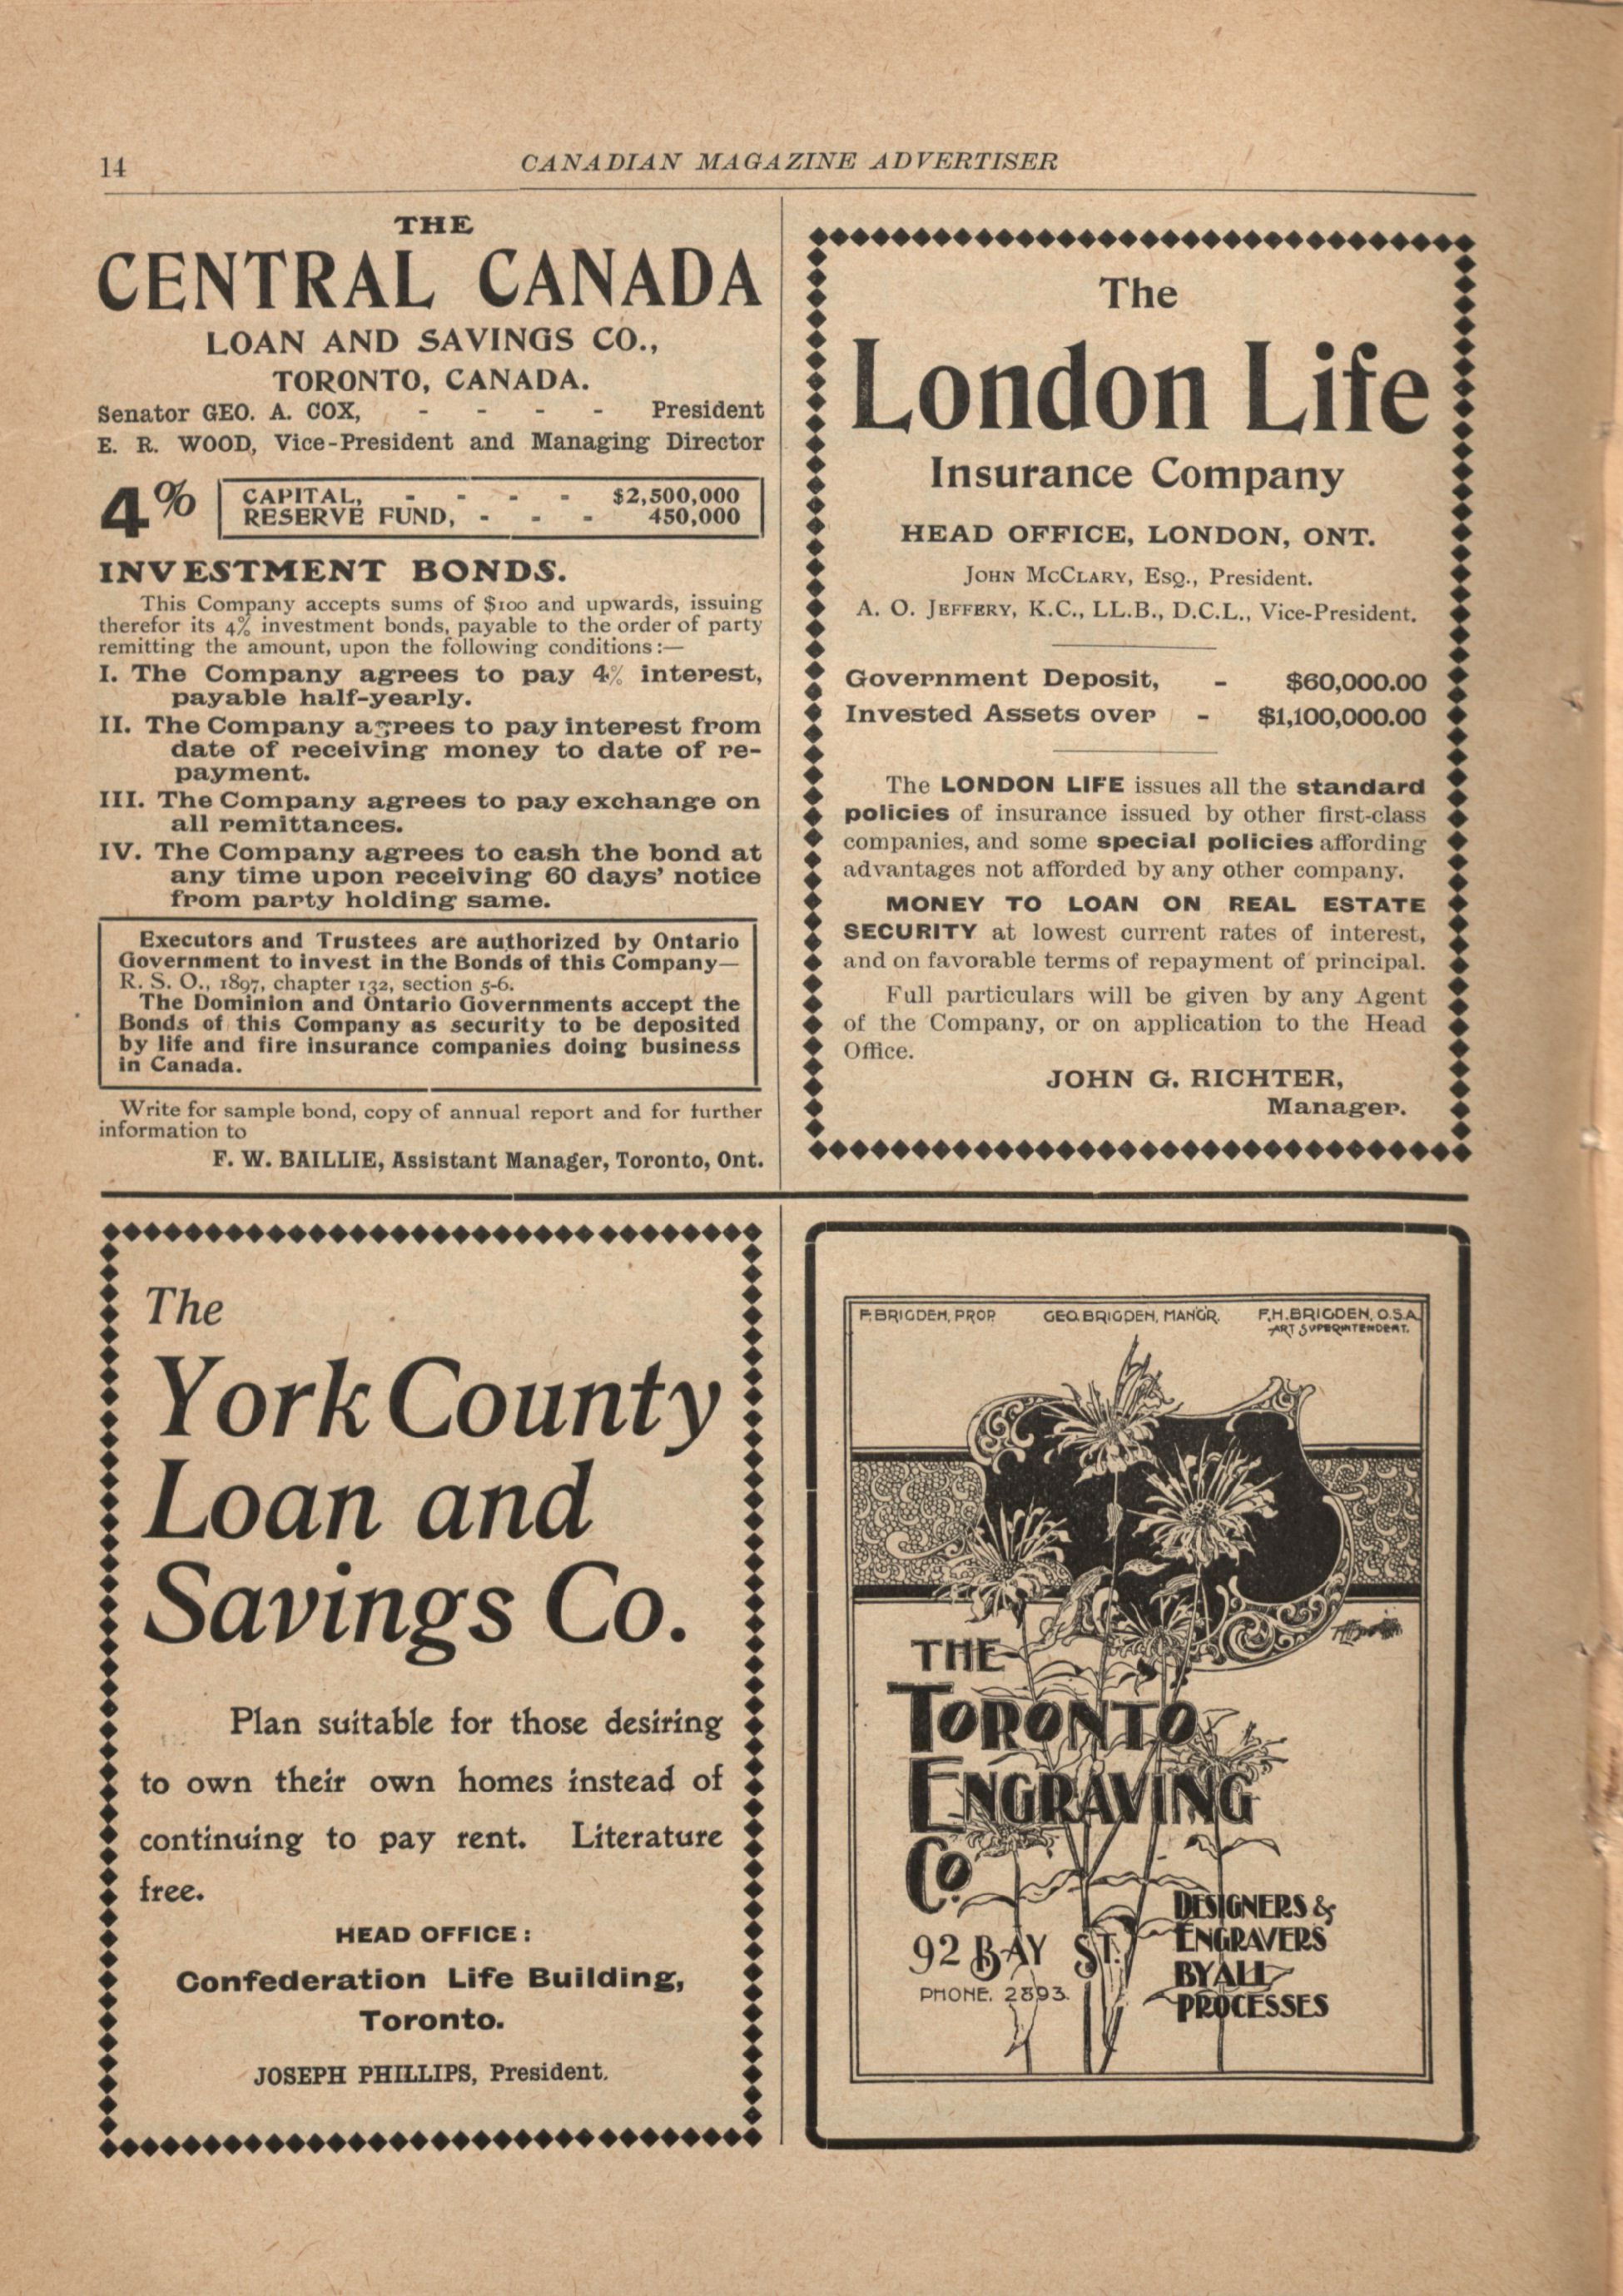 14
CANADIAN MAGAZINE ADVERTISER
THE
CENTRAL CANADA
LOAN AND SAVINGS CO.,
TORONTO, CANADA.
Senator GEO. A. COX, - - - - President
E. R. WOOD, Vice-President and Managing Director
4%
CAPITAL, - - - - $2,500,000
RESERVE FUND, - - - 450,000
INVESTMENT BONDS.
This Company accepts sums of $100 and upwards, issuing
therefor its 4% investment bonds, payable to the order of party
remitting the amount, upon the following conditions:—
I. The Company agrees to pay 4% interest,
payable half-yearly.
II. The Company agrees to pay interest from
date of receiving money to date of re-
payment.
III. The Company agrees to pay exchange on
all remittances.
IV. The Company agrees to cash the bond at
any time upon receiving 60 days' notice
from party holding same.
Executors and Trustees are authorized by Ontario
Government to invest in the Bonds of this Company—
R. S. O., 1897, chapter 132, section 5-6.
The Dominion and Ontario Governments accept the
Bonds of this Company as security to be deposited
by life and fire insurance companies doing business
in Canada.
Write for sample bond, copy of annual report and for further
information to
F. W. BAILLIE, Assistant Manager, Toronto, Ont.
The
London Life
Insurance Company
HEAD OFFICE, LONDON, ONT.
JOHN MCCLARY, ESQ., President.
A. O. JEFFERY, K.C., LL.B., D.C.L., Vice-President.
Government Deposit, - $60,000.00
Invested Assets over - $1,100,000.00
The LONDON LIFE issues all the standard
policies of insurance issued by other first-class
companies, and some special policies affording
advantages not afforded by any other company.
MONEY TO LOAN ON REAL ESTATE
SECURITY at lowest current rates of interest,
and on favorable terms of repayment of principal.
Full particulars will be given by any Agent
of the Company, or on application to the Head
Office.
JOHN G. RICHTER,
Manager.
The
York County
Loan and
Savings Co.
Plan suitable for those desiring
to own their own homes instead of
continuing to pay rent. Literature
free.
HEAD OFFICE:
Confederation Life Building,
Toronto.
JOSEPH PHILLIPS, President.
F. BRIGDEN, PROP. GEO. BRIGDEN, MAN'GR. F.H. BRIGDEN, O.S.A.
ART SUPERINTENDENT.
THE
TORONTO
ENGRAVING
CO.
92 BAY ST.
PHONE. 2893.
DESIGNERS &
ENGRAVERS
BY ALL
PROCESSES